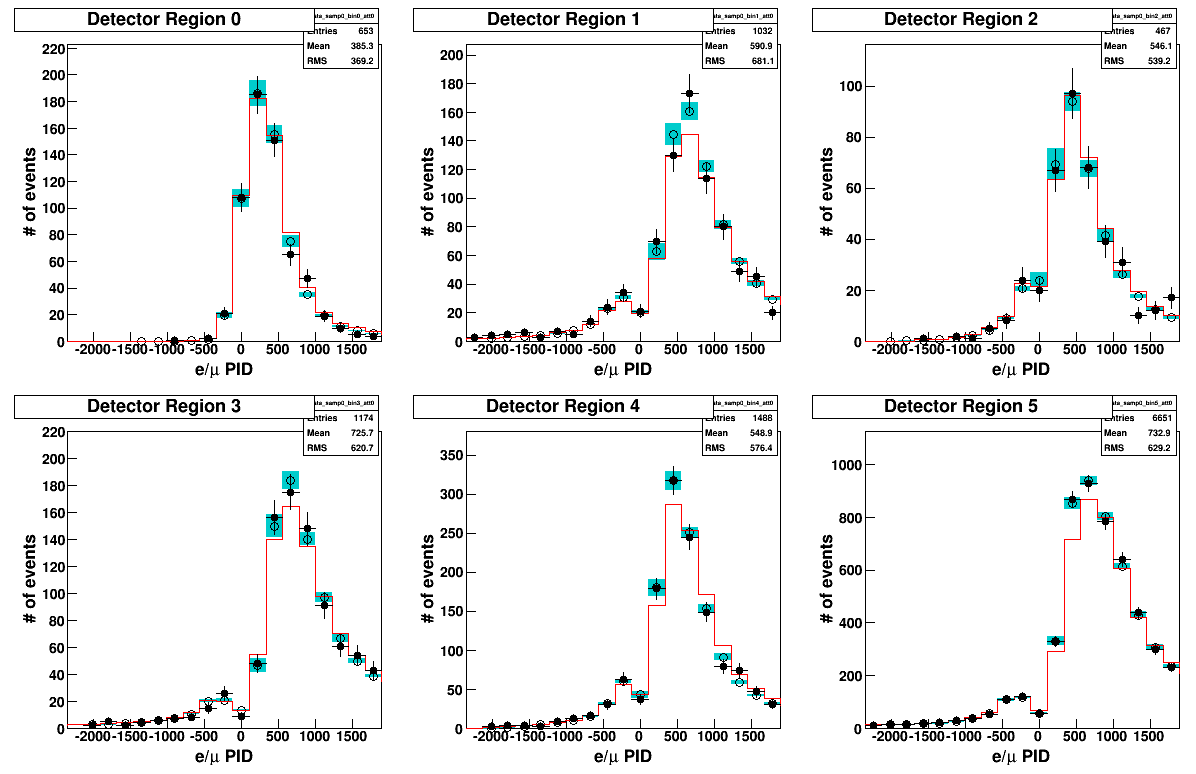 Detector Region 0
ata_samp0_bin0_att0
Entries 653
Mean 385.3
RMS 369.2
# of events
220
200
180
160
140
120
100
80
60
40
20
0
-2000 -1500 -1000 -500 0 500 1000 1500
e/μ PID
Detector Region 1
ata_samp0_bin1_att0
Entries 1032
Mean 590.9
RMS 681.1
# of events
200
180
160
140
120
100
80
60
40
20
0
-2000 -1500 -1000 -500 0 500 1000 1500
e/μ PID
Detector Region 2
ata_samp0_bin2_att0
Entries 467
Mean 546.1
RMS 539.2
# of events
100
80
60
40
20
0
-2000 -1500 -1000 -500 0 500 1000 1500
e/μ PID
Detector Region 3
ata_samp0_bin3_att0
Entries 1174
Mean 725.7
RMS 620.7
# of events
220
200
180
160
140
120
100
80
60
40
20
0
-2000 -1500 -1000 -500 0 500 1000 1500
e/μ PID
Detector Region 4
ata_samp0_bin4_att0
Entries 1488
Mean 548.9
RMS 576.4
# of events
350
300
250
200
150
100
50
0
-2000 -1500 -1000 -500 0 500 1000 1500
e/μ PID
Detector Region 5
ata_samp0_bin5_att0
Entries 6651
Mean 732.9
RMS 629.2
# of events
1000
800
600
400
200
0
-2000 -1500 -1000 -500 0 500 1000 1500
e/μ PID